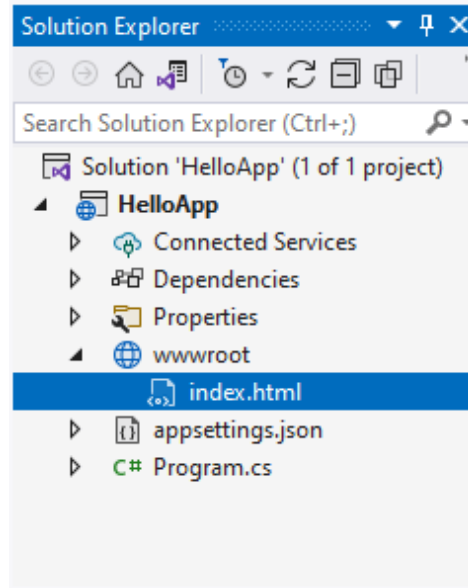 Solution Explorer
Search Solution Explorer (Ctrl+;)
Solution 'HelloApp' (1 of 1 project)
HelloApp
Connected Services
Dependencies
Properties
wwwroot
index.html
appsettings.json
C# Program.cs